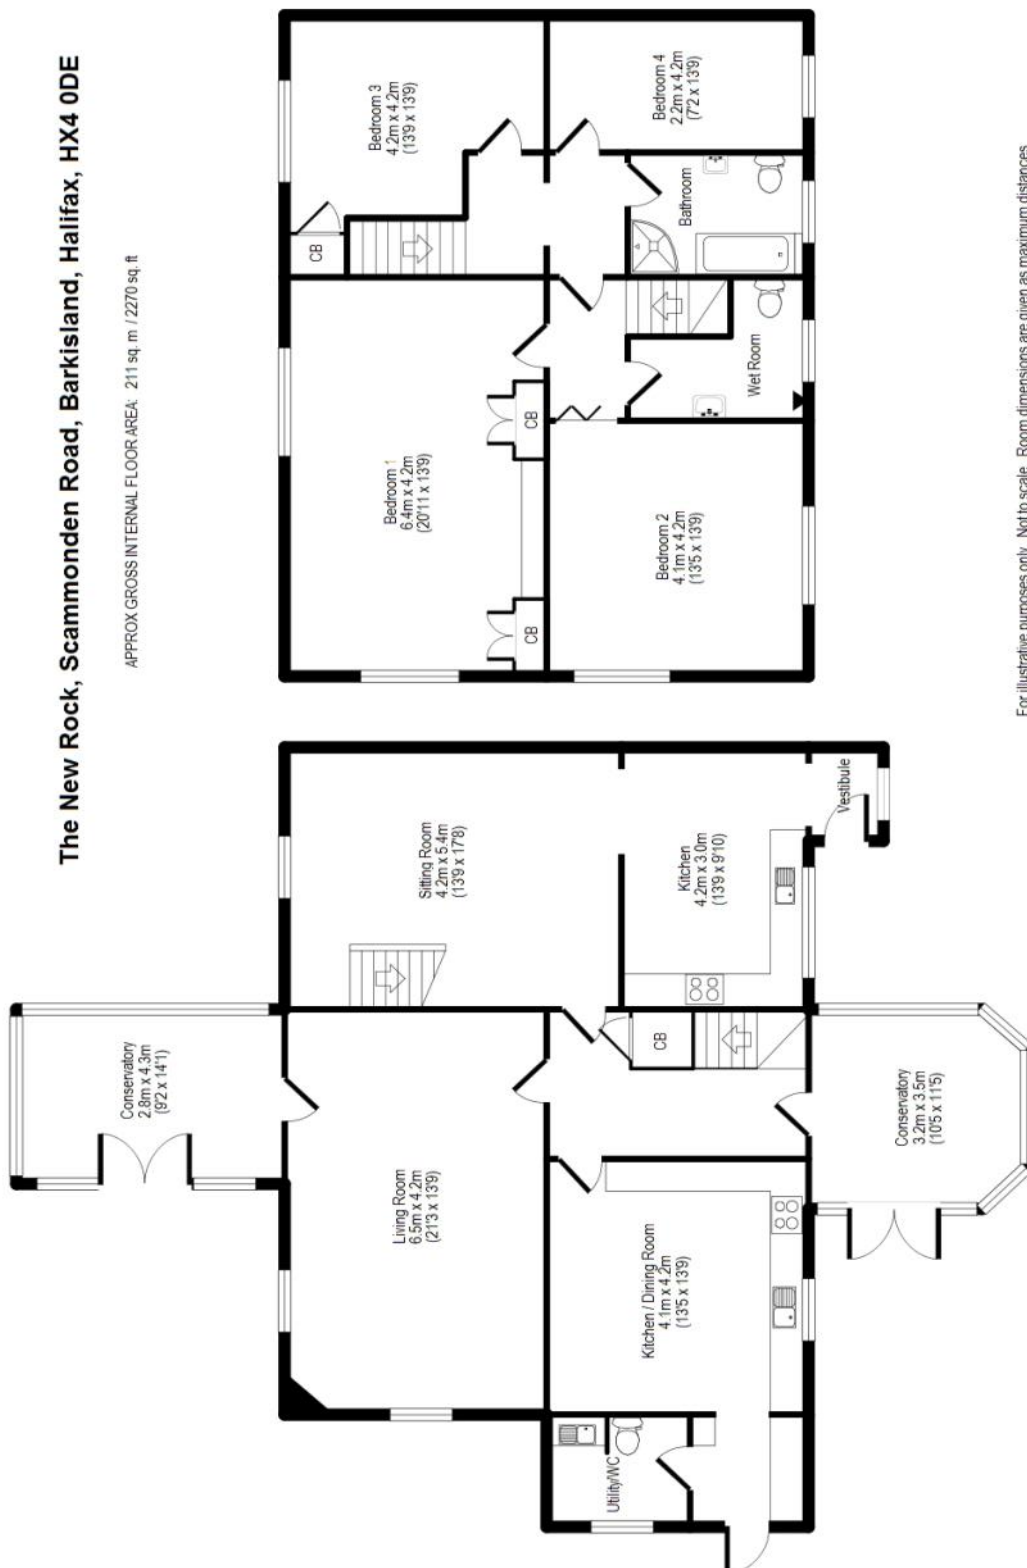 The New Rock, Scammonden Road, Barkisland, Halifax, HX4 0DE
APPROX GROSS INTERNAL FLOOR AREA: 211 sq. m / 2270 sq. ft
Conservatory
2.8m x 4.3m
(9'2 x 14'1)
Living Room
6.5m x 4.2m
(21'3 x 13'9)
Sitting Room
4.2m x 5.4m
(13'9 x 17'8)
Utility/WC
Kitchen / Dining Room
4.1m x 4.2m
(13'5 x 13'9)
CB
Kitchen
4.2m x 3.0m
(13'9 x 9'10)
Vestibule
Conservatory
3.2m x 3.5m
(10'5 x 11'5)
Bedroom 1
6.4m x 4.2m
(20'11 x 13'9)
CB
CB
CB
Bedroom 3
4.2m x 4.2m
(13'9 x 13'9)
Bedroom 2
4.1m x 4.2m
(13'5 x 13'9)
Wet Room
Bathroom
Bedroom 4
2.2m x 4.2m
(7'2 x 13'9)
For illustrative purposes only. Not to scale. Room dimensions are given as maximum distances